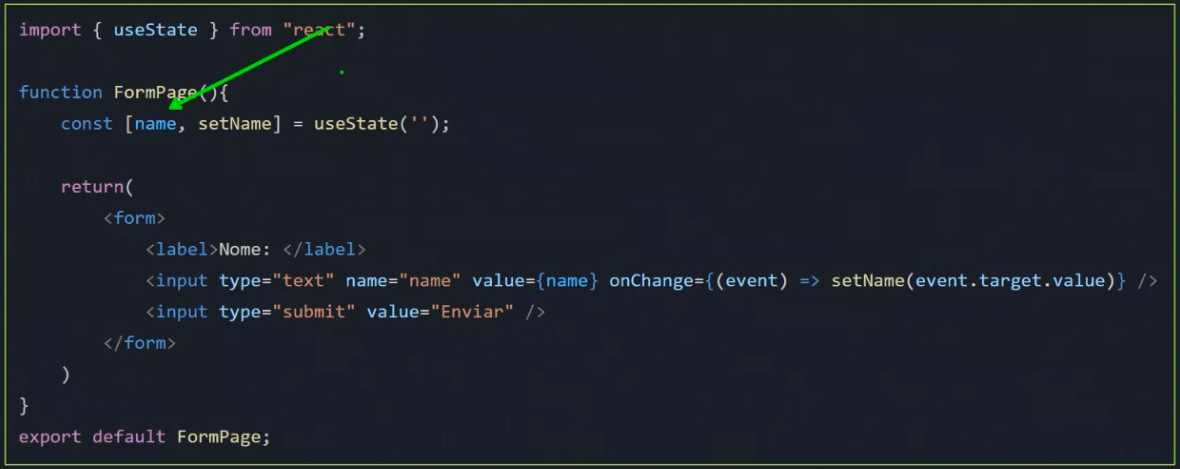 import { useState } from "react";
function FormPage(){
const [name, setName] = useState('');
return(
<form>
<label>Nome: </label>
<input type="text" name="name" value={name} onChange={(event) => setName(event.target.value)} />
<input type="submit" value="Enviar" />
</form>
)
}
export default FormPage;